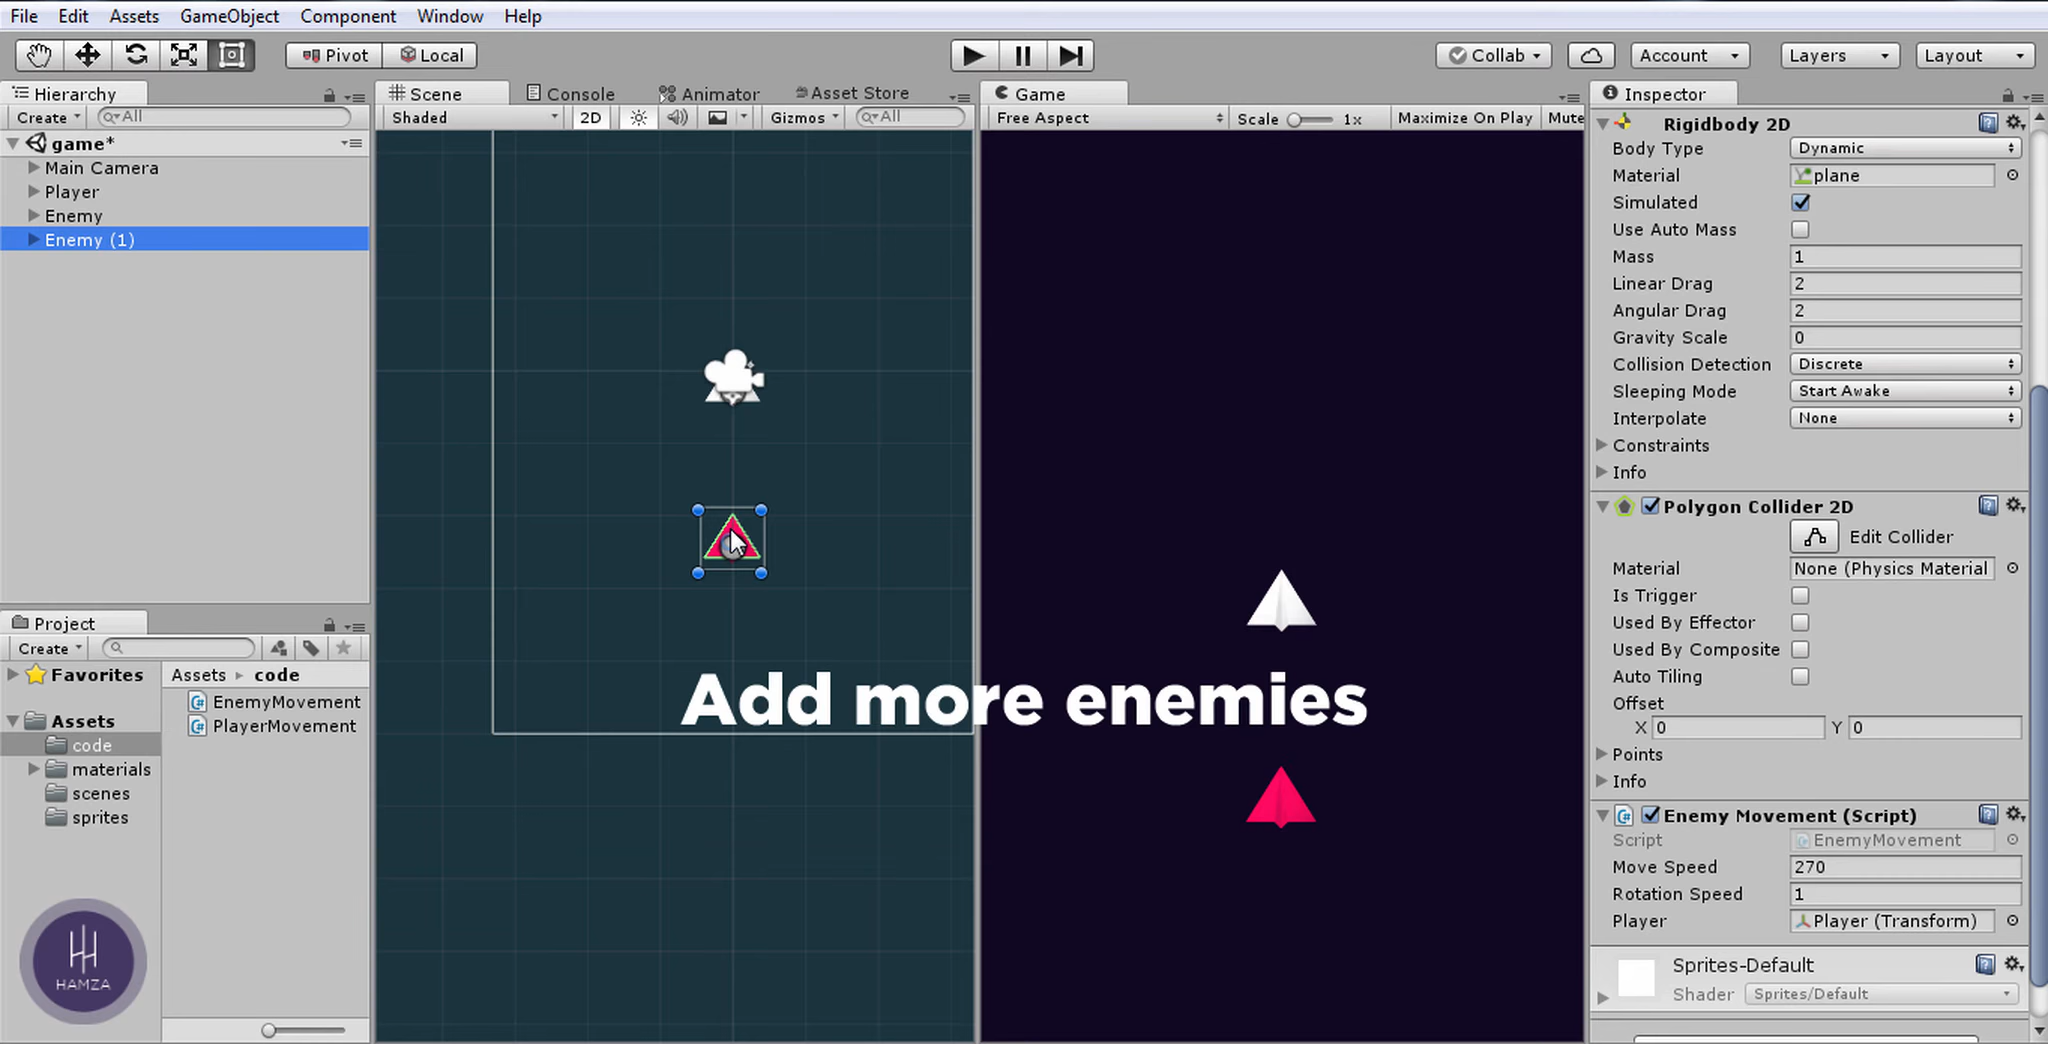 File Edit Assets GameObject Component Window Help
Pivot Local Collab Account Layers Layout
Hierarchy
Create All
game*
Main Camera
Player
Enemy
Enemy (1)
Project
Create
Favorites
Assets
code
materials
scenes
sprites
Assets code
EnemyMovement
PlayerMovement
HAMZA
Scene Console Animator Asset Store
Shaded 2D Gizmos All
Game
Free Aspect Scale 1x Maximize On Play Mute
Add more enemies
Inspector
Rigidbody 2D
Body Type Dynamic
Material plane
Simulated
Use Auto Mass
Mass 1
Linear Drag 2
Angular Drag 2
Gravity Scale 0
Collision Detection Discrete
Sleeping Mode Start Awake
Interpolate None
Constraints
Info
Polygon Collider 2D
Edit Collider
Material None (Physics Material
Is Trigger
Used By Effector
Used By Composite
Auto Tiling
Offset
X 0 Y 0
Points
Info
Enemy Movement (Script)
Script EnemyMovement
Move Speed 270
Rotation Speed 1
Player Player (Transform)
Sprites-Default
Shader Sprites/Default